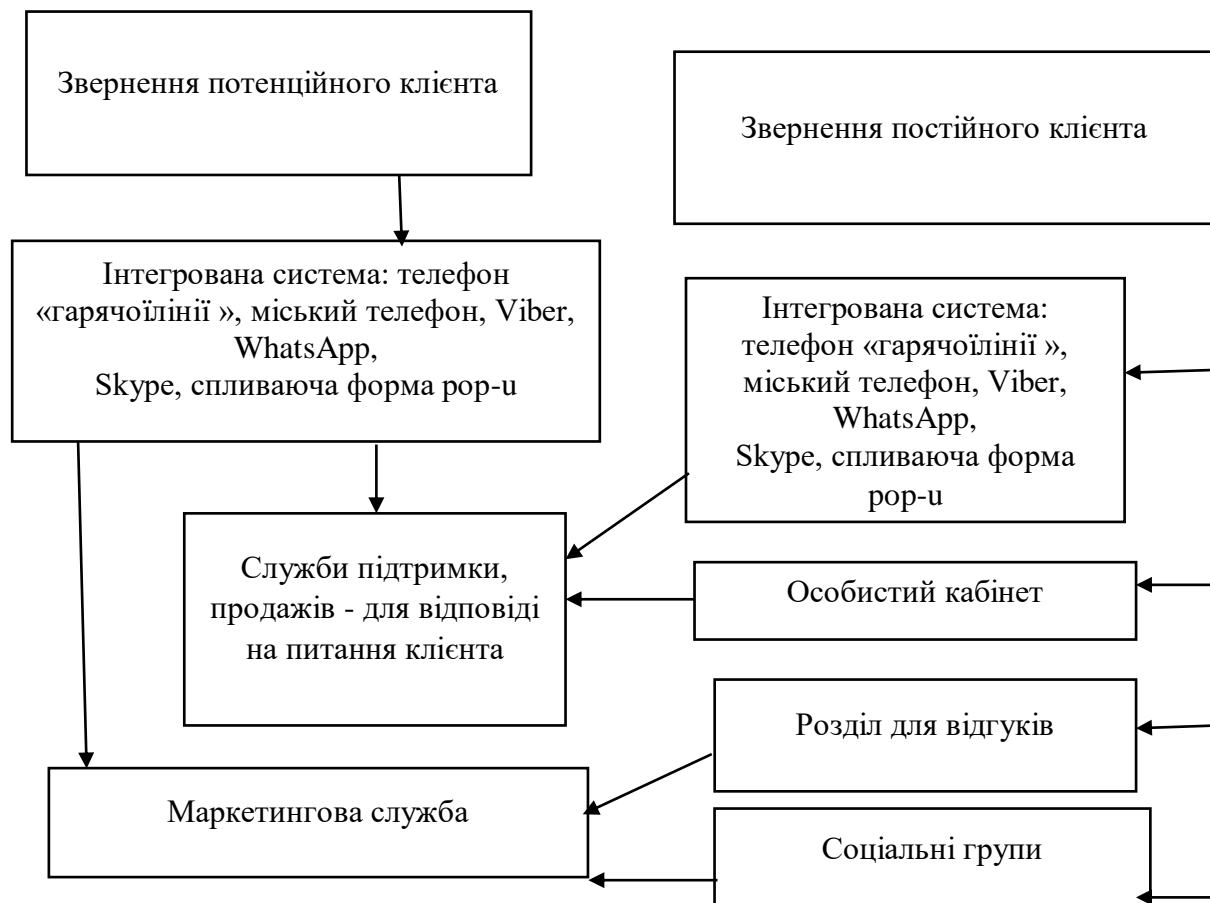 Звернення потенційного клієнта
Звернення постійного клієнта
Інтегрована система: телефон
«гарячоїлінії », міський телефон, Viber,
WhatsApp,
Skype, спливаюча форма pop-u
Інтегрована система:
телефон «гарячоїлінії »,
міський телефон, Viber,
WhatsApp,
Skype, спливаюча форма
pop-u
Служби підтримки,
продажів - для відповіді
на питання клієнта
Особистий кабінет
Розділ для відгуків
Маркетингова служба
Соціальні групи